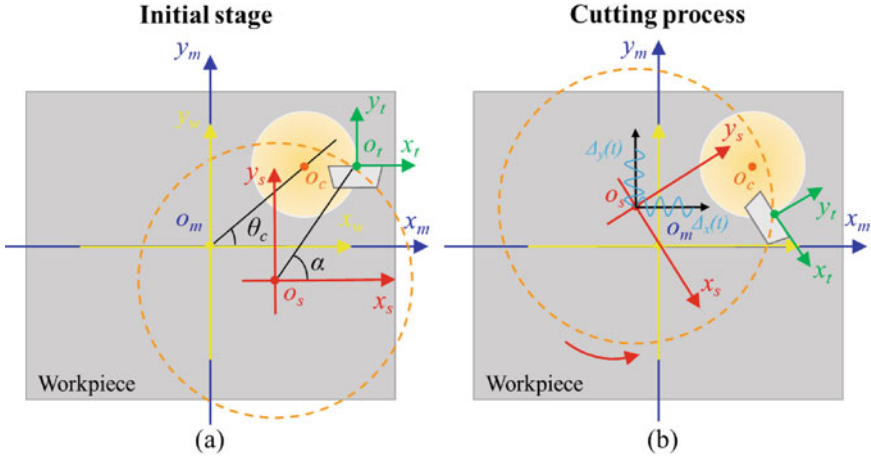 Initial stage
Cutting process
y_m
y_w
y_t
x_t
o_t
o_c
y_s
o_m
θ_c
x_w
x_m
α
o_s
x_s
Workpiece
(a)
y_m
Δ_y(t)
y_s
o_c
o_s
Δ_x(t)
o_m
y_t
x_m
x_t
x_s
Workpiece
(b)